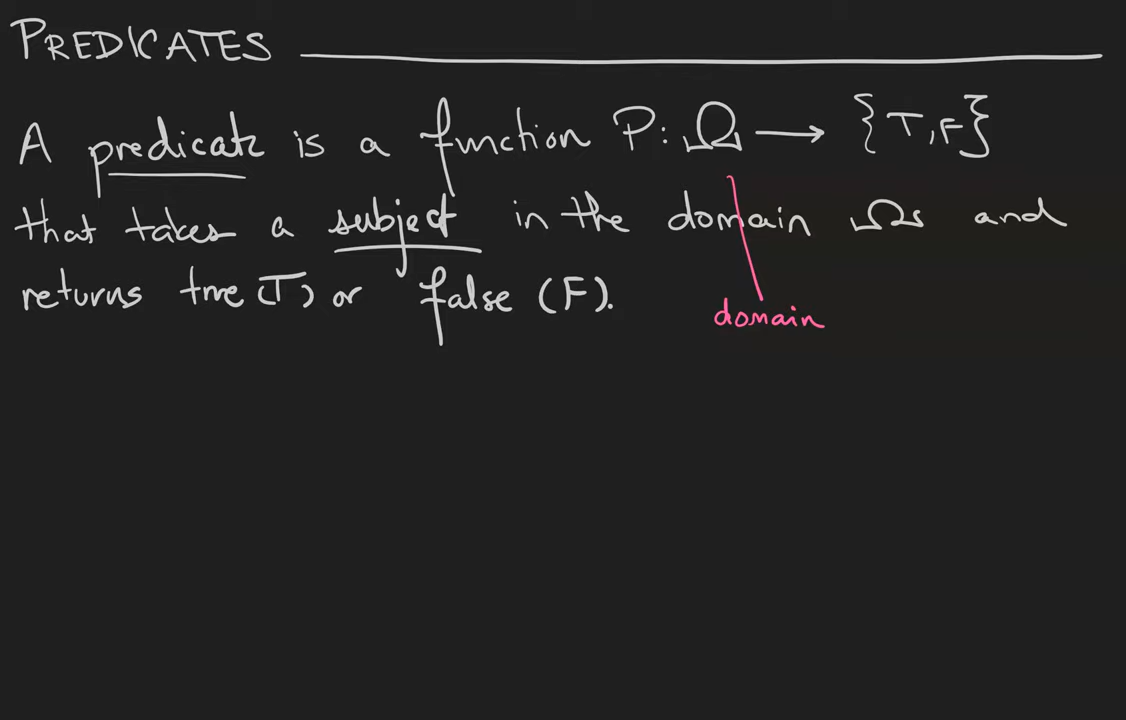 PREDICATES
A predicate is a function P: Ω → {T,F}
that takes a subject in the domain Ω and
returns true (T) or false (F).
domain